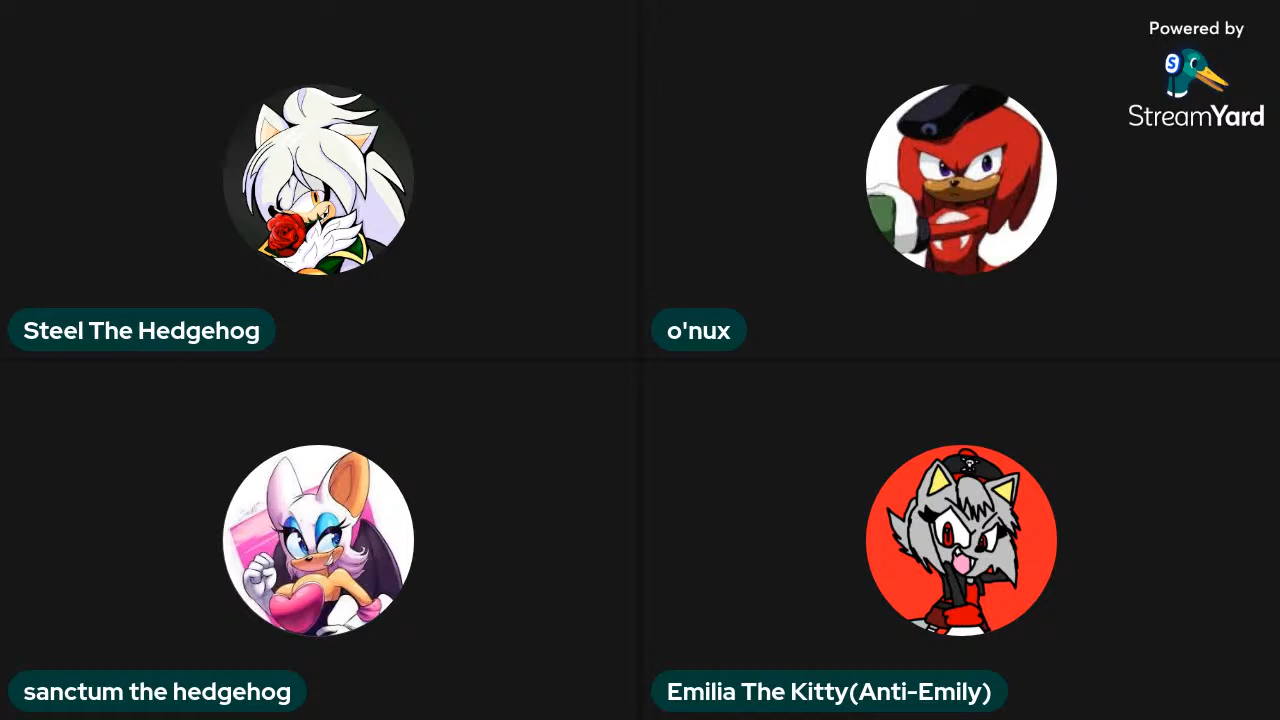 Powered by
StreamYard
Steel The Hedgehog
o'nux
sanctum the hedgehog
Emilia The Kitty(Anti-Emily)